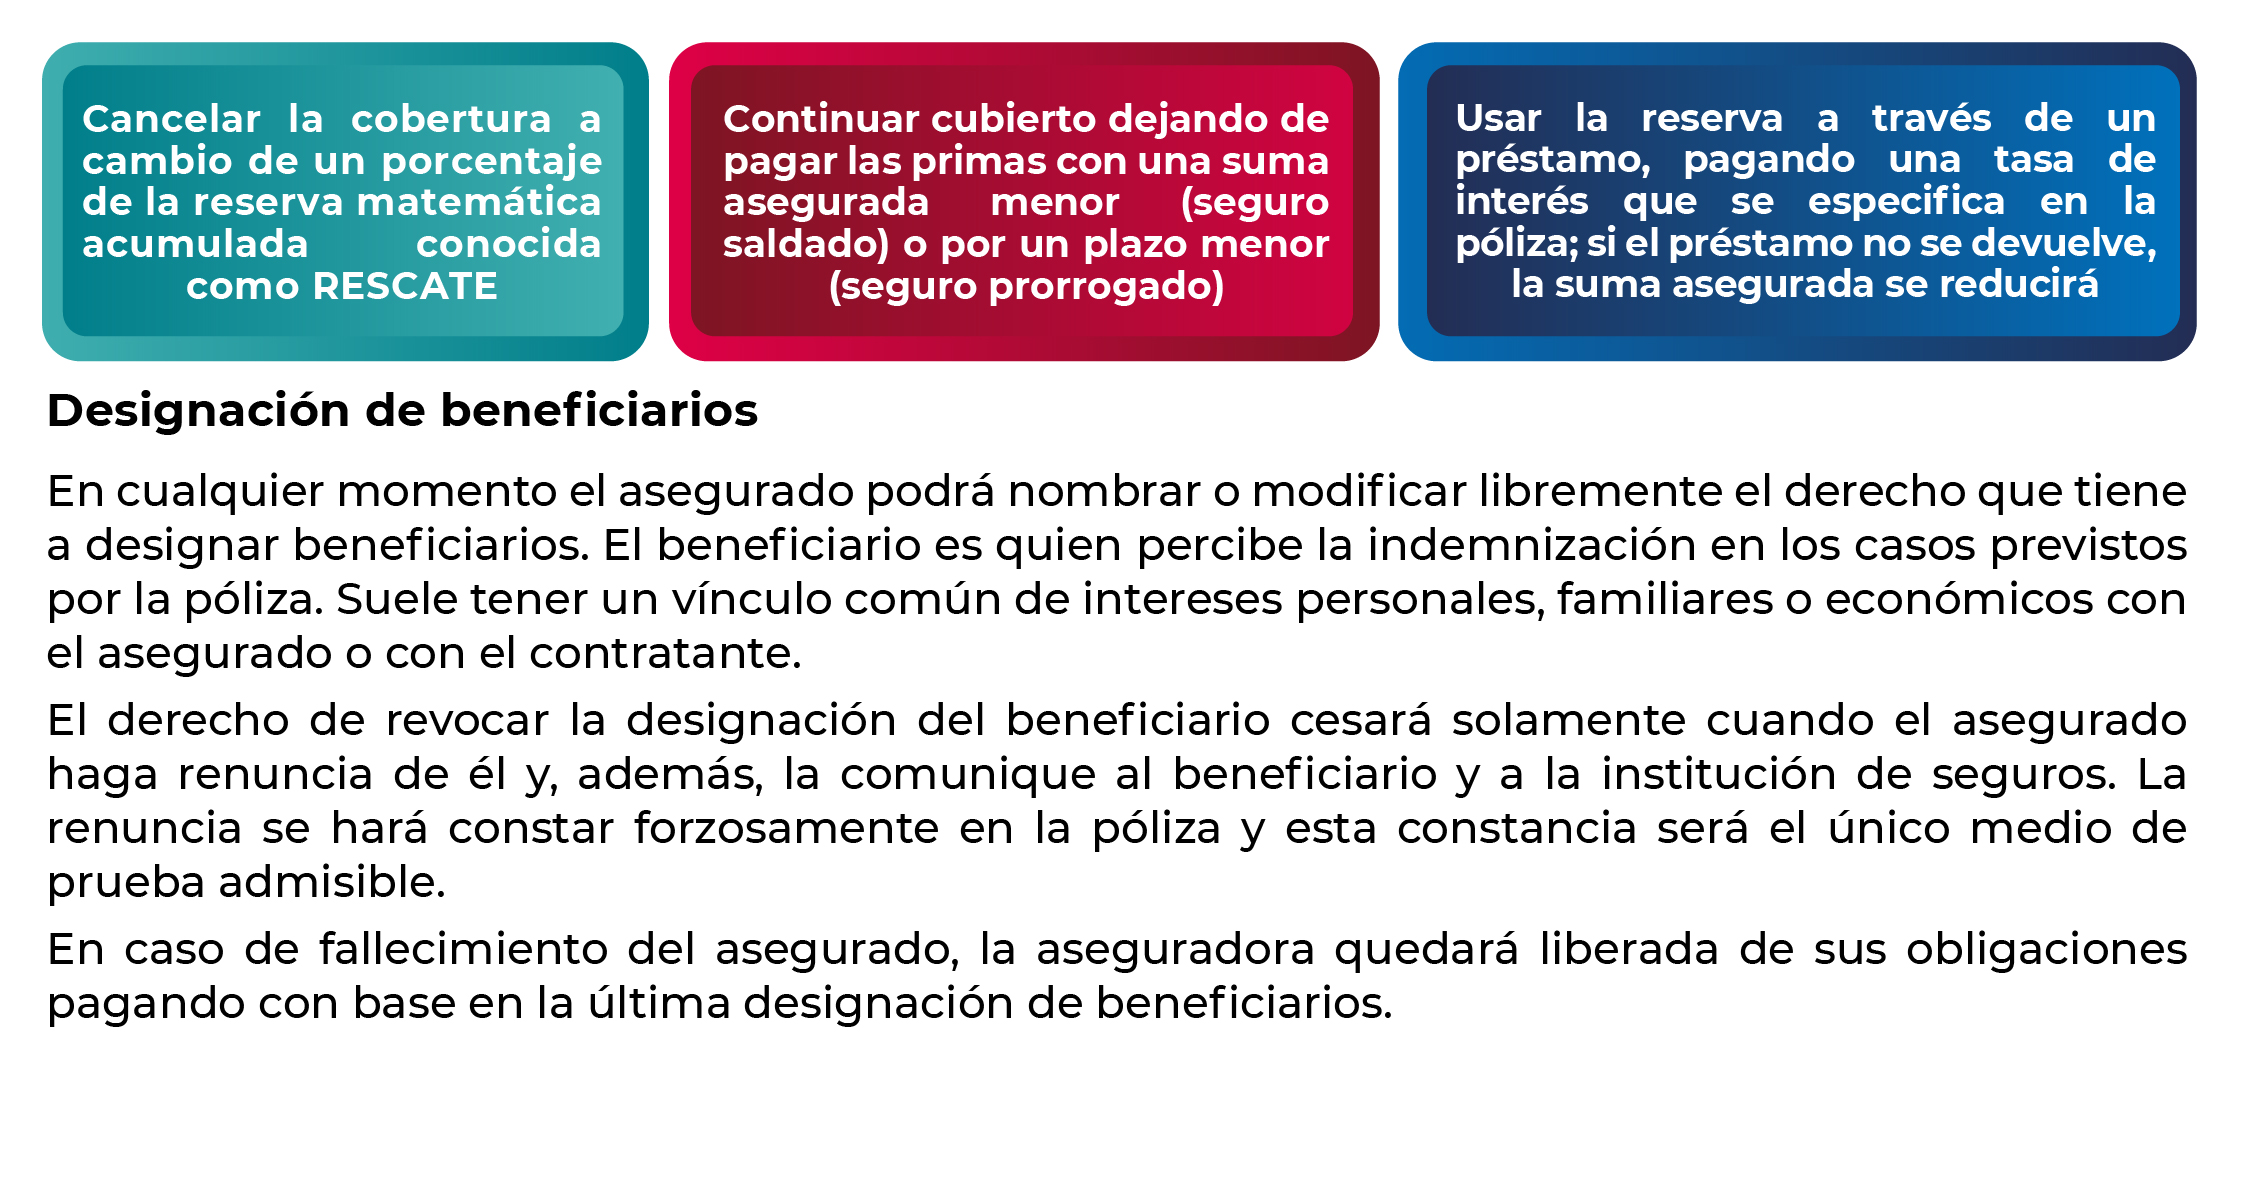 Cancelar la cobertura a
cambio de un porcentaje
de la reserva matemática
acumulada conocida
como RESCATE
Continuar cubierto dejando de
pagar las primas con una suma
asegurada menor (seguro
saldado) o por un plazo menor
(seguro prorrogado)
Usar la reserva a través de un
préstamo, pagando una tasa de
interés que se especifica en la
póliza; si el préstamo no se devuelve,
la suma asegurada se reducirá
Designación de beneficiarios
En cualquier momento el asegurado podrá nombrar o modificar libremente el derecho que tiene
a designar beneficiarios. El beneficiario es quien percibe la indemnización en los casos previstos
por la póliza. Suele tener un vínculo común de intereses personales, familiares o económicos con
el asegurado o con el contratante.
El derecho de revocar la designación del beneficiario cesará solamente cuando el asegurado
haga renuncia de él y, además, la comunique al beneficiario y a la institución de seguros. La
renuncia se hará constar forzosamente en la póliza y esta constancia será el único medio de
prueba admisible.
En caso de fallecimiento del asegurado, la aseguradora quedará liberada de sus obligaciones
pagando con base en la última designación de beneficiarios.